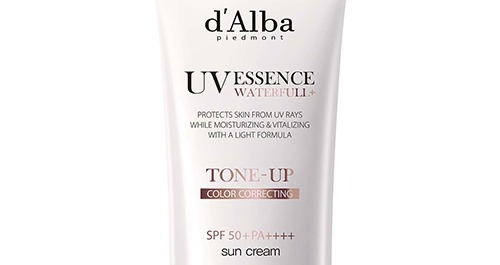 d'Alba
piedmont
UV ESSENCE
WATERFULL+
PROTECTS SKIN FROM UV RAYS
WHILE MOISTURIZING & VITALIZING
WITH A LIGHT FORMULA
TONE-UP
COLOR CORRECTING
SPF 50+PA++++
sun cream